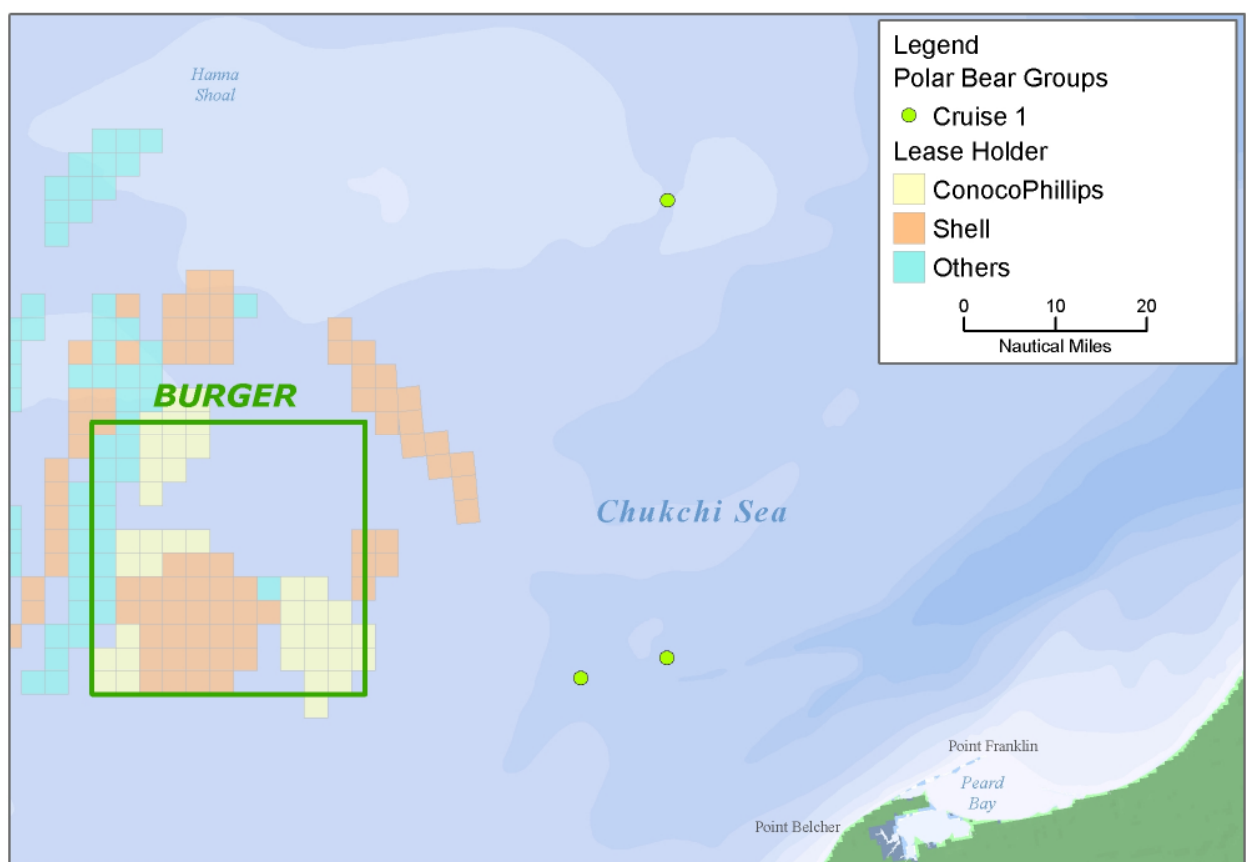 Hanna
Shoal
BURGER
Chukchi Sea
Point Franklin
Peard
Bay
Point Belcher
Legend
Polar Bear Groups
Cruise 1
Lease Holder
ConocoPhillips
Shell
Others
0 10 20
Nautical Miles